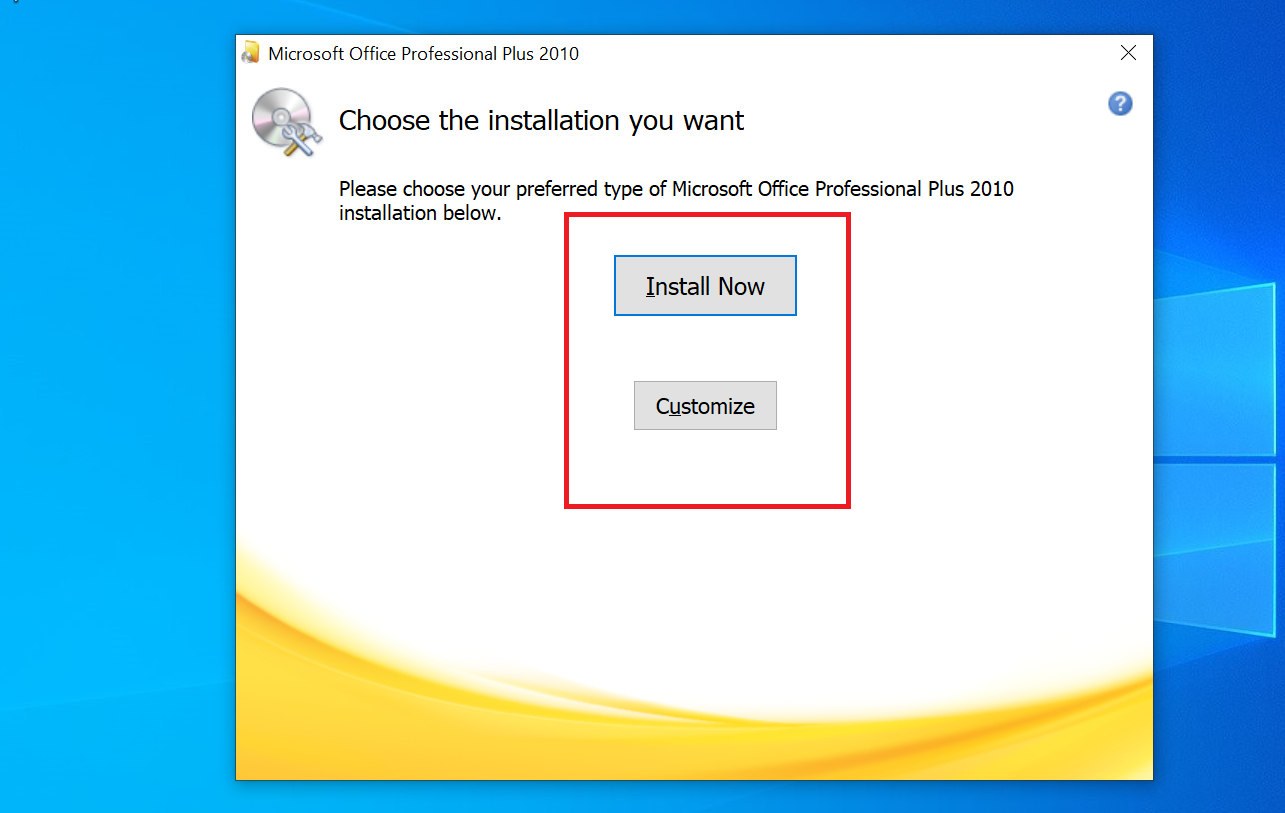 Microsoft Office Professional Plus 2010
Choose the installation you want
?
Please choose your preferred type of Microsoft Office Professional Plus 2010
installation below.
Install Now
Customize